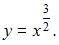 y = x^{3/2}.